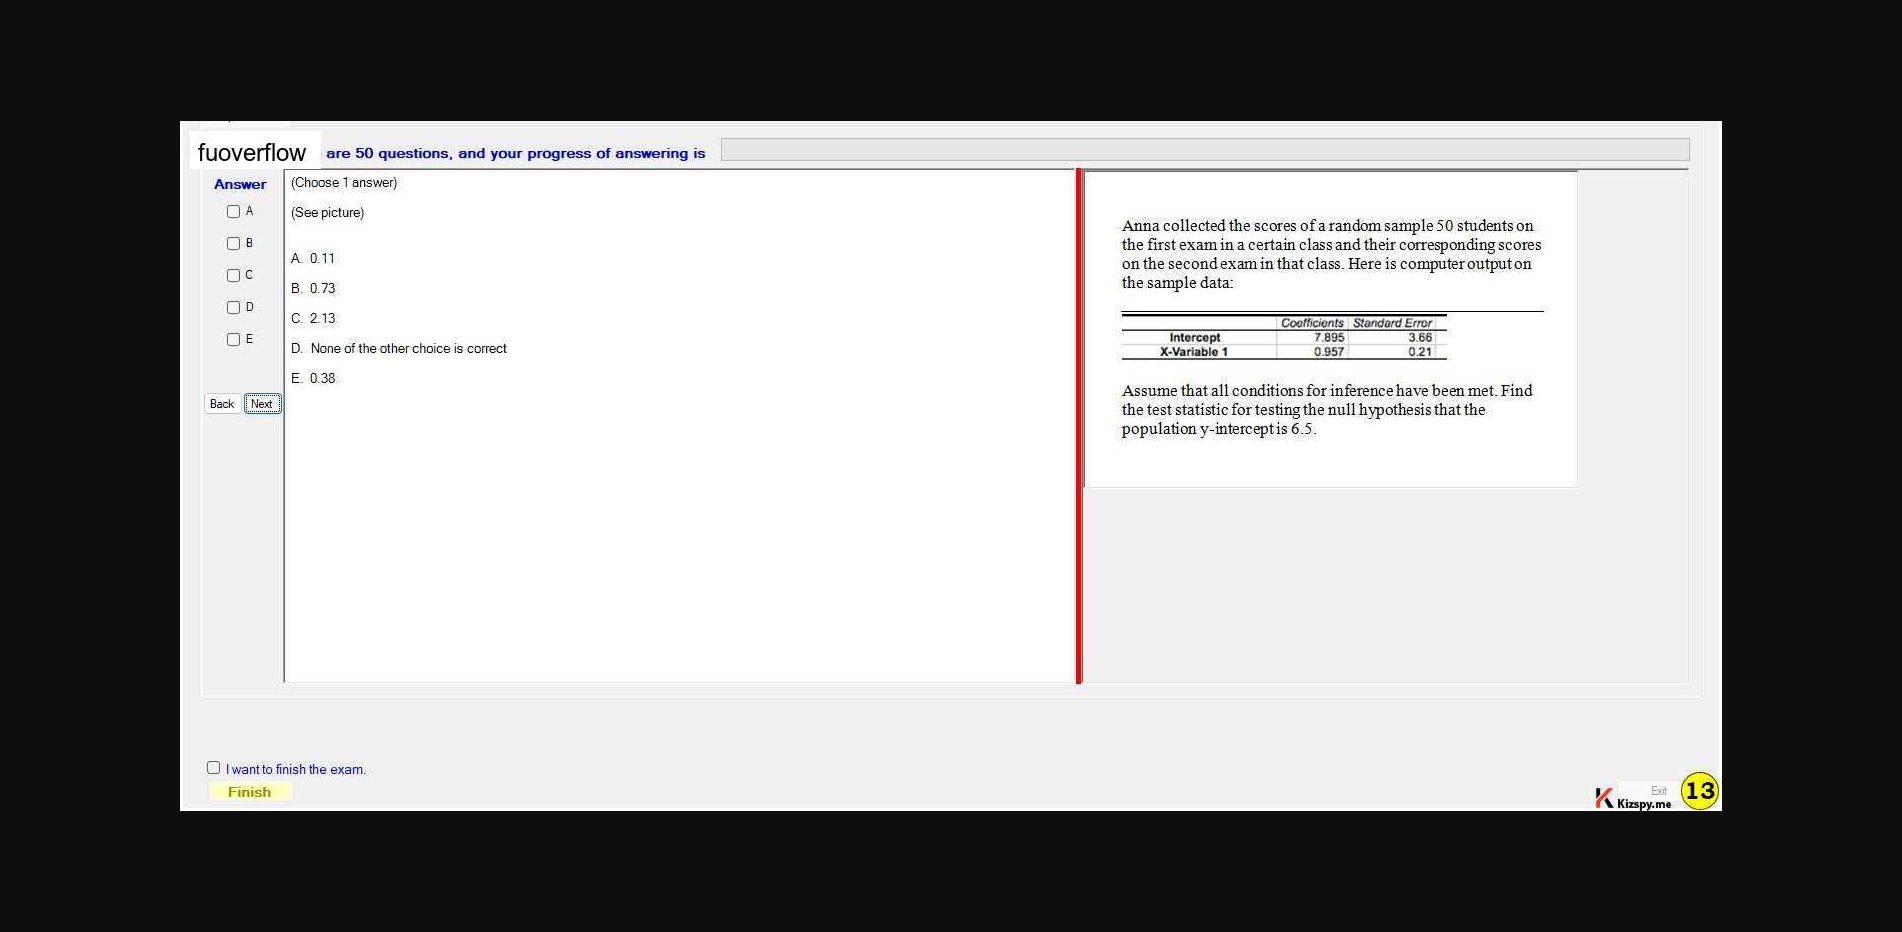 fuoverflow are 50 questions, and your progress of answering is
Answer
A
B
C
D
E
Back Next
(Choose 1 answer)
(See picture)
A. 0.11
B. 0.73
C. 2.13
D. None of the other choice is correct
E. 0.38
Anna collected the scores of a random sample 50 students on
the first exam in a certain class and their corresponding scores
on the second exam in that class. Here is computer output on
the sample data:
Coefficients Standard Error
Intercept 7.895 3.66
X-Variable 1 0.957 0.21
Assume that all conditions for inference have been met. Find
the test statistic for testing the null hypothesis that the
population y-intercept is 6.5.
I want to finish the exam.
Finish
Exit
Kizspy.me
13